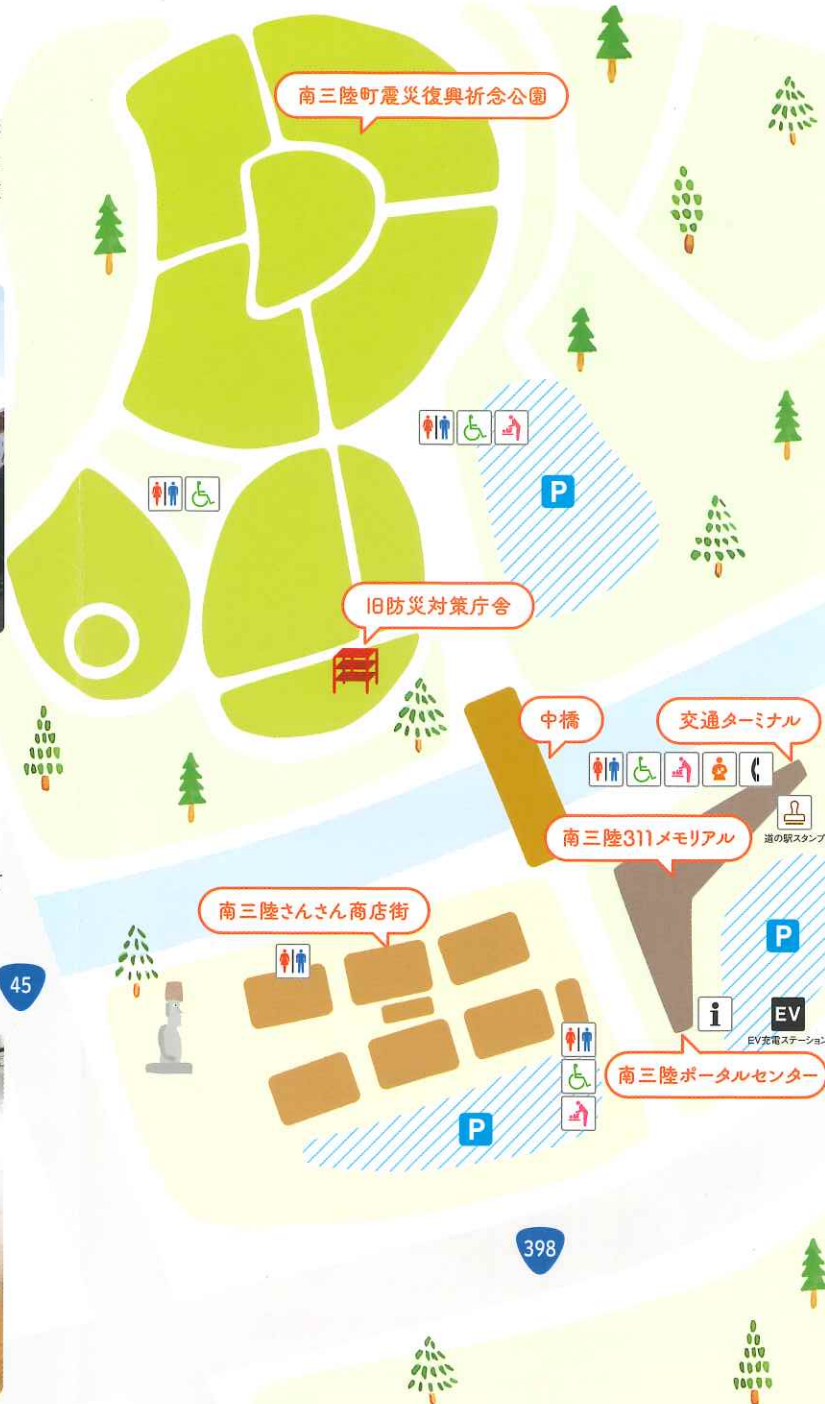 南三陸町震災復興祈念公園
P
旧防災対策庁舎
中橋
交通ターミナル
道の駅スタンプ
南三陸311メモリアル
南三陸さんさん商店街
P
45
i
EV
EV充電ステーション
南三陸ポータルセンター
P
398